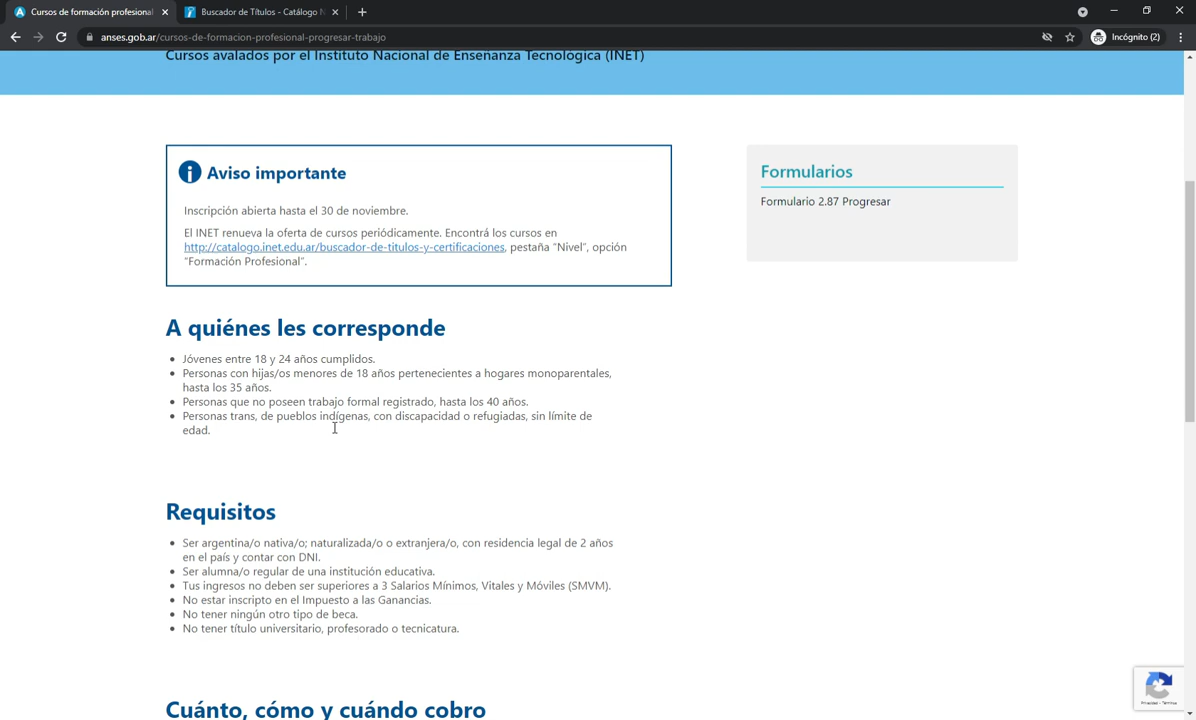 Cursos de formación profesional
Buscador de Títulos - Catálogo N
anses.gob.ar/cursos-de-formacion-profesional-progresar-trabajo
Incógnito (2)
Cursos avalados por el Instituto Nacional de Enseñanza Tecnológica (INET)
Aviso importante
Inscripción abierta hasta el 30 de noviembre.
El INET renueva la oferta de cursos periódicamente. Encontrá los cursos en
http://catalogo.inet.edu.ar/buscador-de-titulos-y-certificaciones, pestaña “Nivel”, opción
“Formación Profesional”.
Formularios
Formulario 2.87 Progresar
A quiénes les corresponde
Jóvenes entre 18 y 24 años cumplidos.
Personas con hijas/os menores de 18 años pertenecientes a hogares monoparentales,
hasta los 35 años.
Personas que no poseen trabajo formal registrado, hasta los 40 años.
Personas trans, de pueblos indígenas, con discapacidad o refugiadas, sin límite de
edad.
Requisitos
Ser argentina/o nativa/o; naturalizada/o o extranjera/o, con residencia legal de 2 años
en el país y contar con DNI.
Ser alumna/o regular de una institución educativa.
Tus ingresos no deben ser superiores a 3 Salarios Mínimos, Vitales y Móviles (SMVM).
No estar inscripto en el Impuesto a las Ganancias.
No tener ningún otro tipo de beca.
No tener título universitario, profesorado o tecnicatura.
Privacidad - Términos
Cuánto, cómo y cuándo cobro